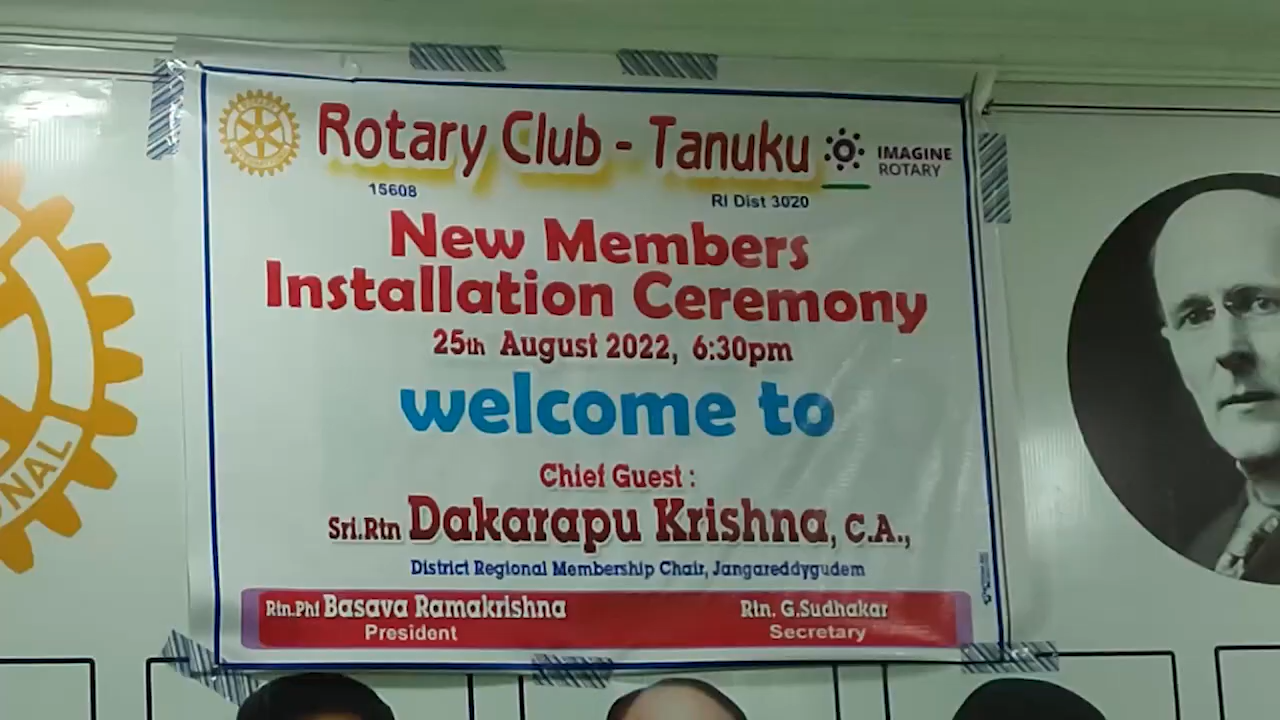 Rotary Club - Tanuku
IMAGINE
ROTARY
15608
RI Dist 3020
New Members
Installation Ceremony
25th August 2022, 6:30pm
welcome to
Chief Guest :
Sri.Rtn Dakarapu Krishna, C.A.,
District Regional Membership Chair, Jangareddygudem
Rtn.Phf Basava Ramakrishna
President
Rtn. G.Sudhakar
Secretary
ONAL